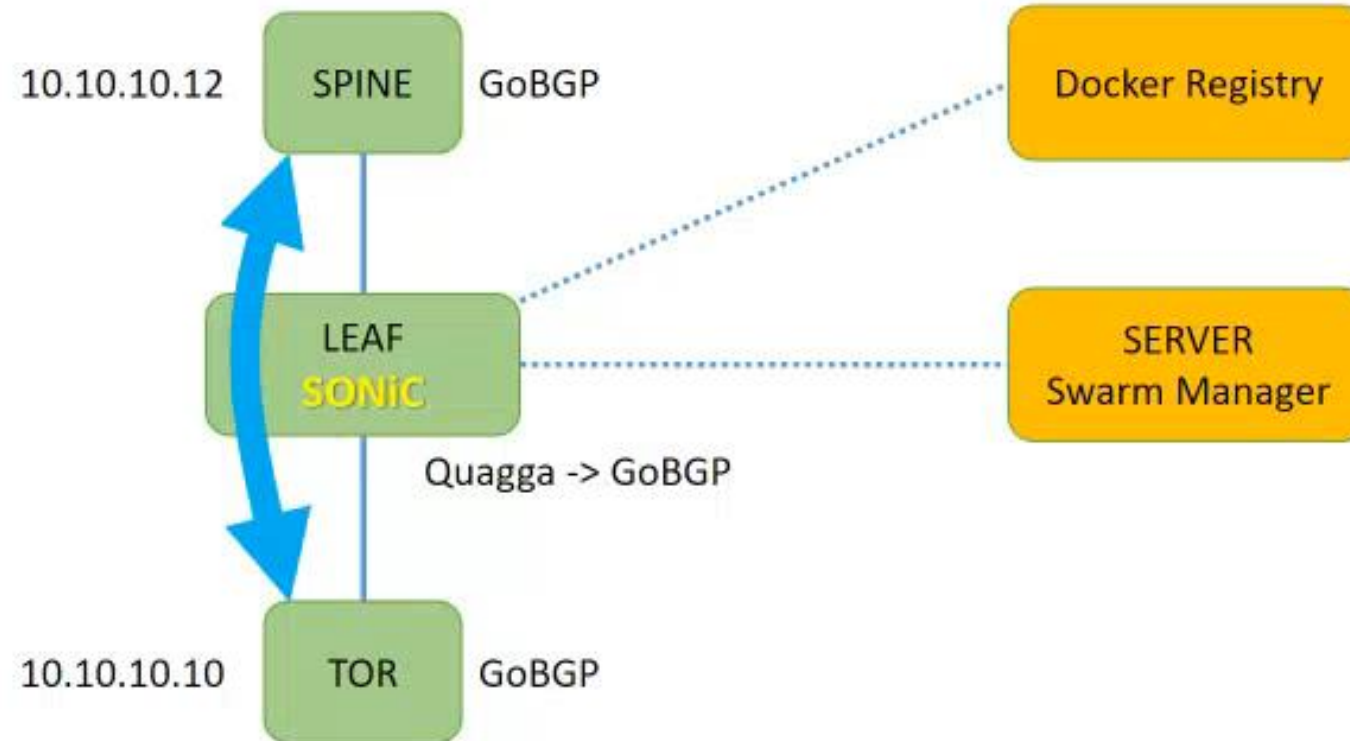 10.10.10.12
SPINE
GoBGP
Docker Registry
LEAF
SONiC
SERVER
Swarm Manager
Quagga -> GoBGP
10.10.10.10
TOR
GoBGP